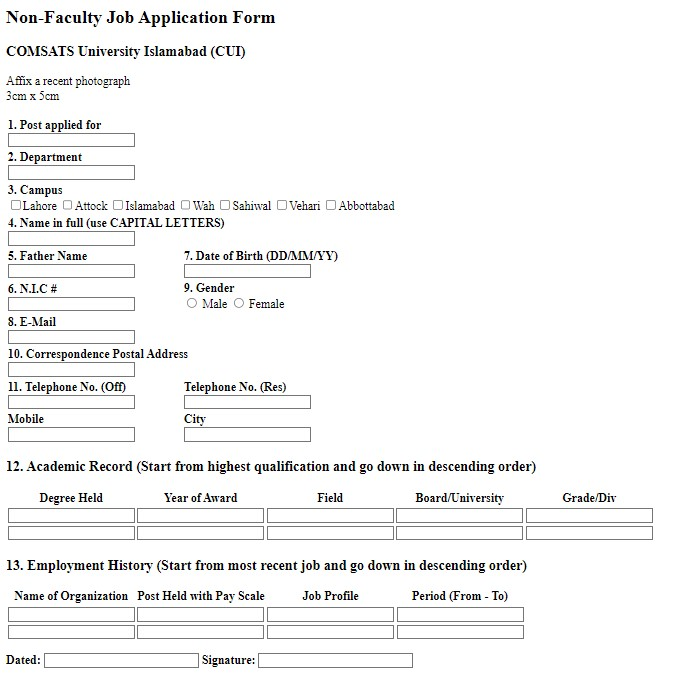 Non-Faculty Job Application Form
COMSATS University Islamabad (CUI)
Affix a recent photograph
3cm x 5cm
1. Post applied for
2. Department
3. Campus
Lahore Attock Islamabad Wah Sahiwal Vehari Abbottabad
4. Name in full (use CAPITAL LETTERS)
5. Father Name 7. Date of Birth (DD/MM/YY)
6. N.I.C # 9. Gender
Male Female
8. E-Mail
10. Correspondence Postal Address
11. Telephone No. (Off) Telephone No. (Res)
Mobile City
12. Academic Record (Start from highest qualification and go down in descending order)
Degree Held Year of Award Field Board/University Grade/Div
13. Employment History (Start from most recent job and go down in descending order)
Name of Organization Post Held with Pay Scale Job Profile Period (From - To)
Dated: Signature: